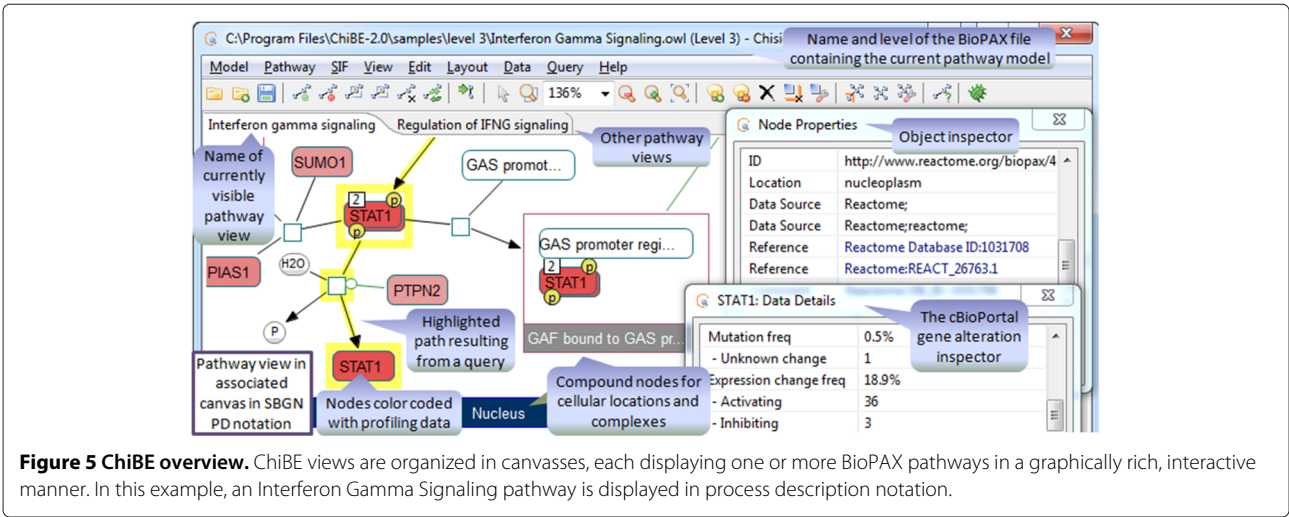 C:\Program Files\ChiBE-2.0\samples\level 3\Interferon Gamma Signaling.owl (Level 3) - Chisi
Name and level of the BioPAX file
containing the current pathway model
Model Pathway SIF View Edit Layout Data Query Help
136%
Interferon gamma signaling
Regulation of IFNG signaling
Other pathway
views
Name of
currently
visible
pathway
view
SUMO1
GAS promot...
2
p
STAT1
p
PIAS1
H2O
PTPN2
P
GAS promoter regi...
2
p
STAT1
p
GAF bound to GAS pr...
Highlighted
path resulting
from a query
STAT1
Pathway view in
associated
canvas in SBGN
PD notation
Nodes color coded
with profiling data
Nucleus
Compound nodes for
cellular locations and
complexes
Node Properties
Object inspector
ID http://www.reactome.org/biopax/4
Location nucleoplasm
Data Source Reactome;
Data Source Reactome;reactome;
Reference Reactome Database ID:1031708
Reference Reactome:REACT_26763.1
STAT1: Data Details
The cBioPortal
gene alteration
inspector
Mutation freq 0.5%
- Unknown change 1
Expression change freq 18.9%
- Activating 36
- Inhibiting 3
Figure 5 ChiBE overview. ChiBE views are organized in canvasses, each displaying one or more BioPAX pathways in a graphically rich, interactive
manner. In this example, an Interferon Gamma Signaling pathway is displayed in process description notation.